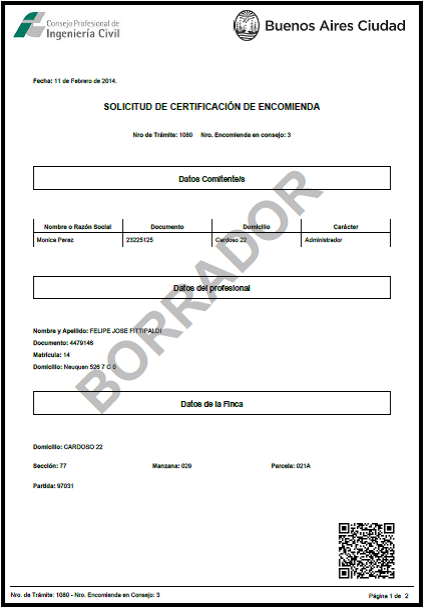 Consejo Profesional de
Ingeniería Civil
Buenos Aires Ciudad
Fecha: 11 de Febrero de 2014.
SOLICITUD DE CERTIFICACIÓN DE ENCOMIENDA
Nro de Trámite: 1080 Nro. Encomienda en consejo: 3
Datos Comitente/s
Nombre o Razón Social Documento Domicilio Carácter
Monica Perez 23225125 Cardoso 22 Administrador
BORRADOR
Datos del profesional
Nombre y Apellido: FELIPE JOSE FITTIPALDI
Documento: 4479146
Matrícula: 14
Domicilio: Neuquen 526 7 C 0
Datos de la Finca
Domicilio: CARDOSO 22
Sección: 77 Manzana: 029 Parcela: 021A
Partida: 97031
Nro. de Trámite: 1080 - Nro. Encomienda en Consejo: 3 Página 1 de 2